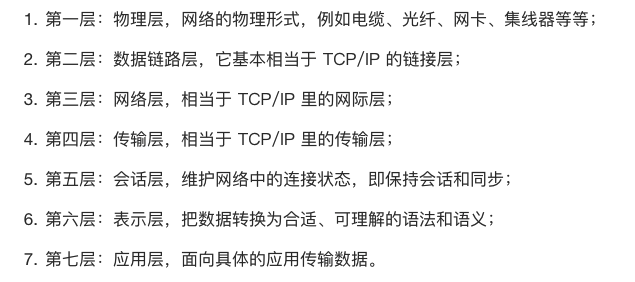 1. 第一层：物理层，网络的物理形式，例如电缆、光纤、网卡、集线器等等；
2. 第二层：数据链路层，它基本相当于 TCP/IP 的链接层；
3. 第三层：网络层，相当于 TCP/IP 里的网际层；
4. 第四层：传输层，相当于 TCP/IP 里的传输层；
5. 第五层：会话层，维护网络中的连接状态，即保持会话和同步；
6. 第六层：表示层，把数据转换为合适、可理解的语法和语义；
7. 第七层：应用层，面向具体的应用传输数据。